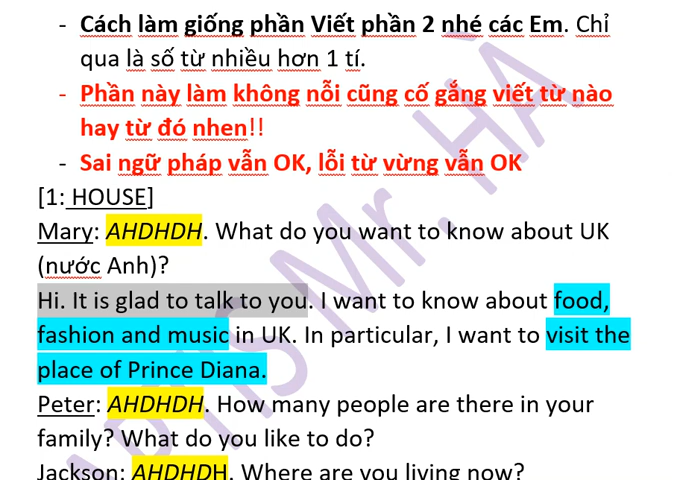 - Cách làm giống phần Viết phần 2 nhé các Em. Chỉ
qua là số từ nhiều hơn 1 tí.
- Phần này làm không nỗi cũng cố gắng viết từ nào
hay từ đó nhen!!
- Sai ngữ pháp vẫn OK, lỗi từ vừng vẫn OK
[1: HOUSE]
Mary: AHDHDH. What do you want to know about UK
(nước Anh)?
Hi. It is glad to talk to you. I want to know about food,
fashion and music in UK. In particular, I want to visit the
place of Prince Diana.
Peter: AHDHDH. How many people are there in your
family? What do you like to do?
Jackson: AHDHDH. Where are you living now?
APTIS Mr. HÀ